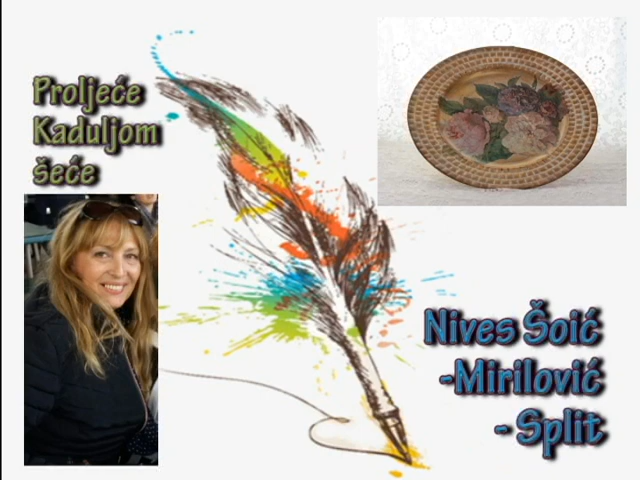 Proljeće
Kaduljom
šeće
Nives Šoić
-Mirilović
- Split